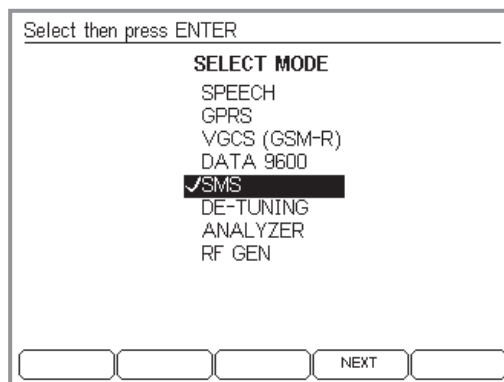 Select then press ENTER
SELECT MODE
SPEECH
GPRS
VGCS (GSM-R)
DATA 9600
✓SMS
DE-TUNING
ANALYZER
RF GEN
NEXT